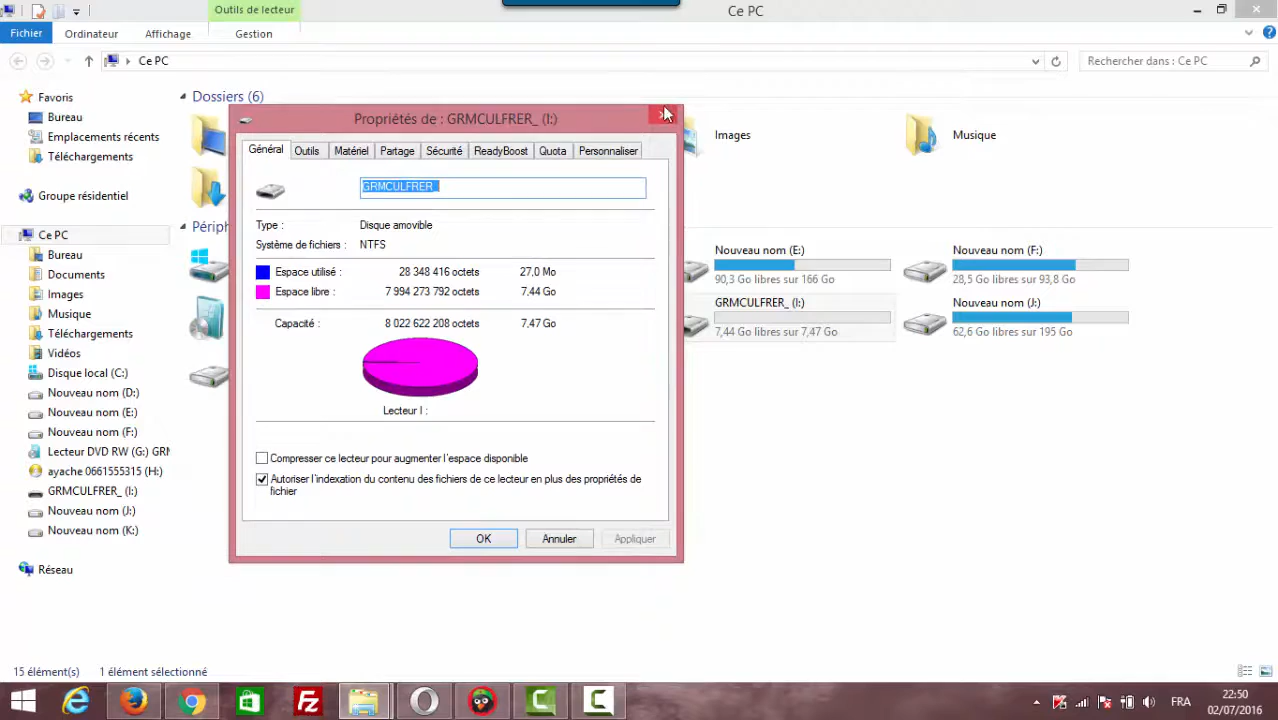 Outils de lecteur
Ce PC
Fichier
Ordinateur
Affichage
Gestion
Ce PC
Rechercher dans : Ce PC
Favoris
Bureau
Emplacements récents
Téléchargements
Groupe résidentiel
Ce PC
Bureau
Documents
Images
Musique
Téléchargements
Vidéos
Disque local (C:)
Nouveau nom (D:)
Nouveau nom (E:)
Nouveau nom (F:)
Lecteur DVD RW (G:) GRM
ayache 0661555315 (H:)
GRMCULFRER_ (I:)
Nouveau nom (J:)
Nouveau nom (K:)
Réseau
Dossiers (6)
Images
Musique
Périph
Nouveau nom (E:)
90,3 Go libres sur 166 Go
Nouveau nom (F:)
28,5 Go libres sur 93,8 Go
GRMCULFRER_ (I:)
7,44 Go libres sur 7,47 Go
Nouveau nom (J:)
62,6 Go libres sur 195 Go
Propriétés de : GRMCULFRER_ (I:)
Général
Outils
Matériel
Partage
Sécurité
ReadyBoost
Quota
Personnaliser
GRMCULFRER_
Type : Disque amovible
Système de fichiers : NTFS
Espace utilisé : 28 348 416 octets 27,0 Mo
Espace libre : 7 994 273 792 octets 7,44 Go
Capacité : 8 022 622 208 octets 7,47 Go
Lecteur I :
Compresser ce lecteur pour augmenter l'espace disponible
Autoriser l'indexation du contenu des fichiers de ce lecteur en plus des propriétés de
fichier
OK
Annuler
Appliquer
15 élément(s)
1 élément sélectionné
FRA
22:50
02/07/2016